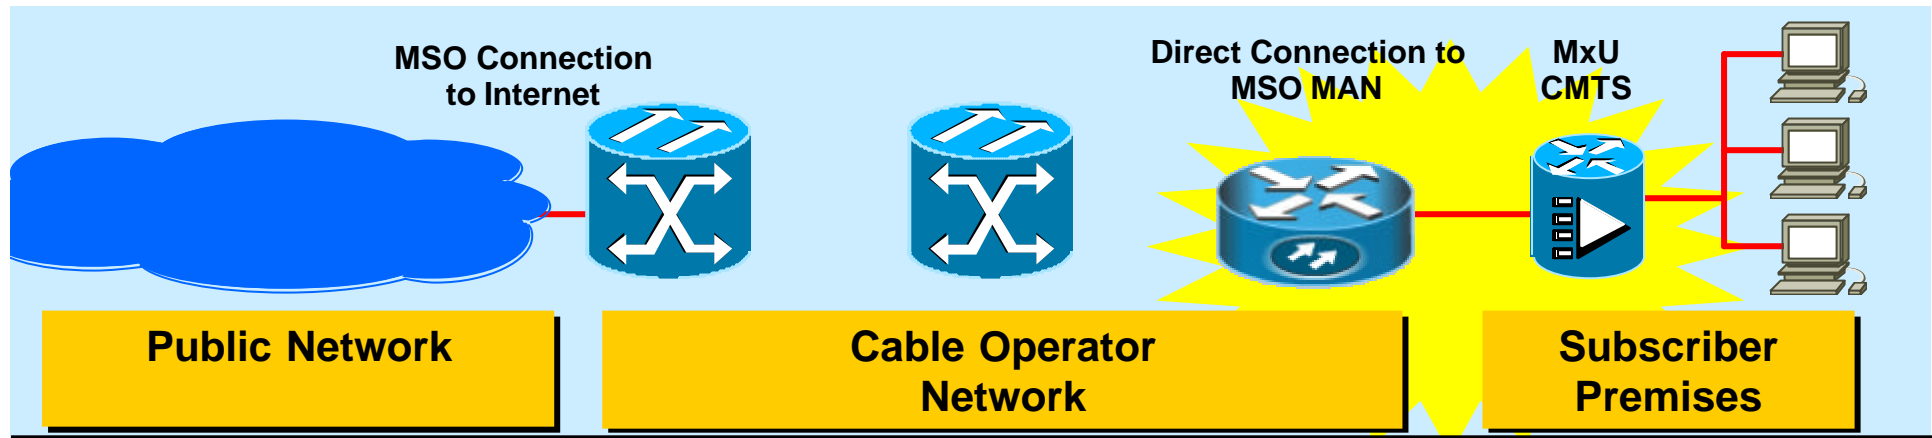 MSO Connection
to Internet
Direct Connection to
MSO MAN
MxU
CMTS
Public Network
Cable Operator
Network
Subscriber
Premises